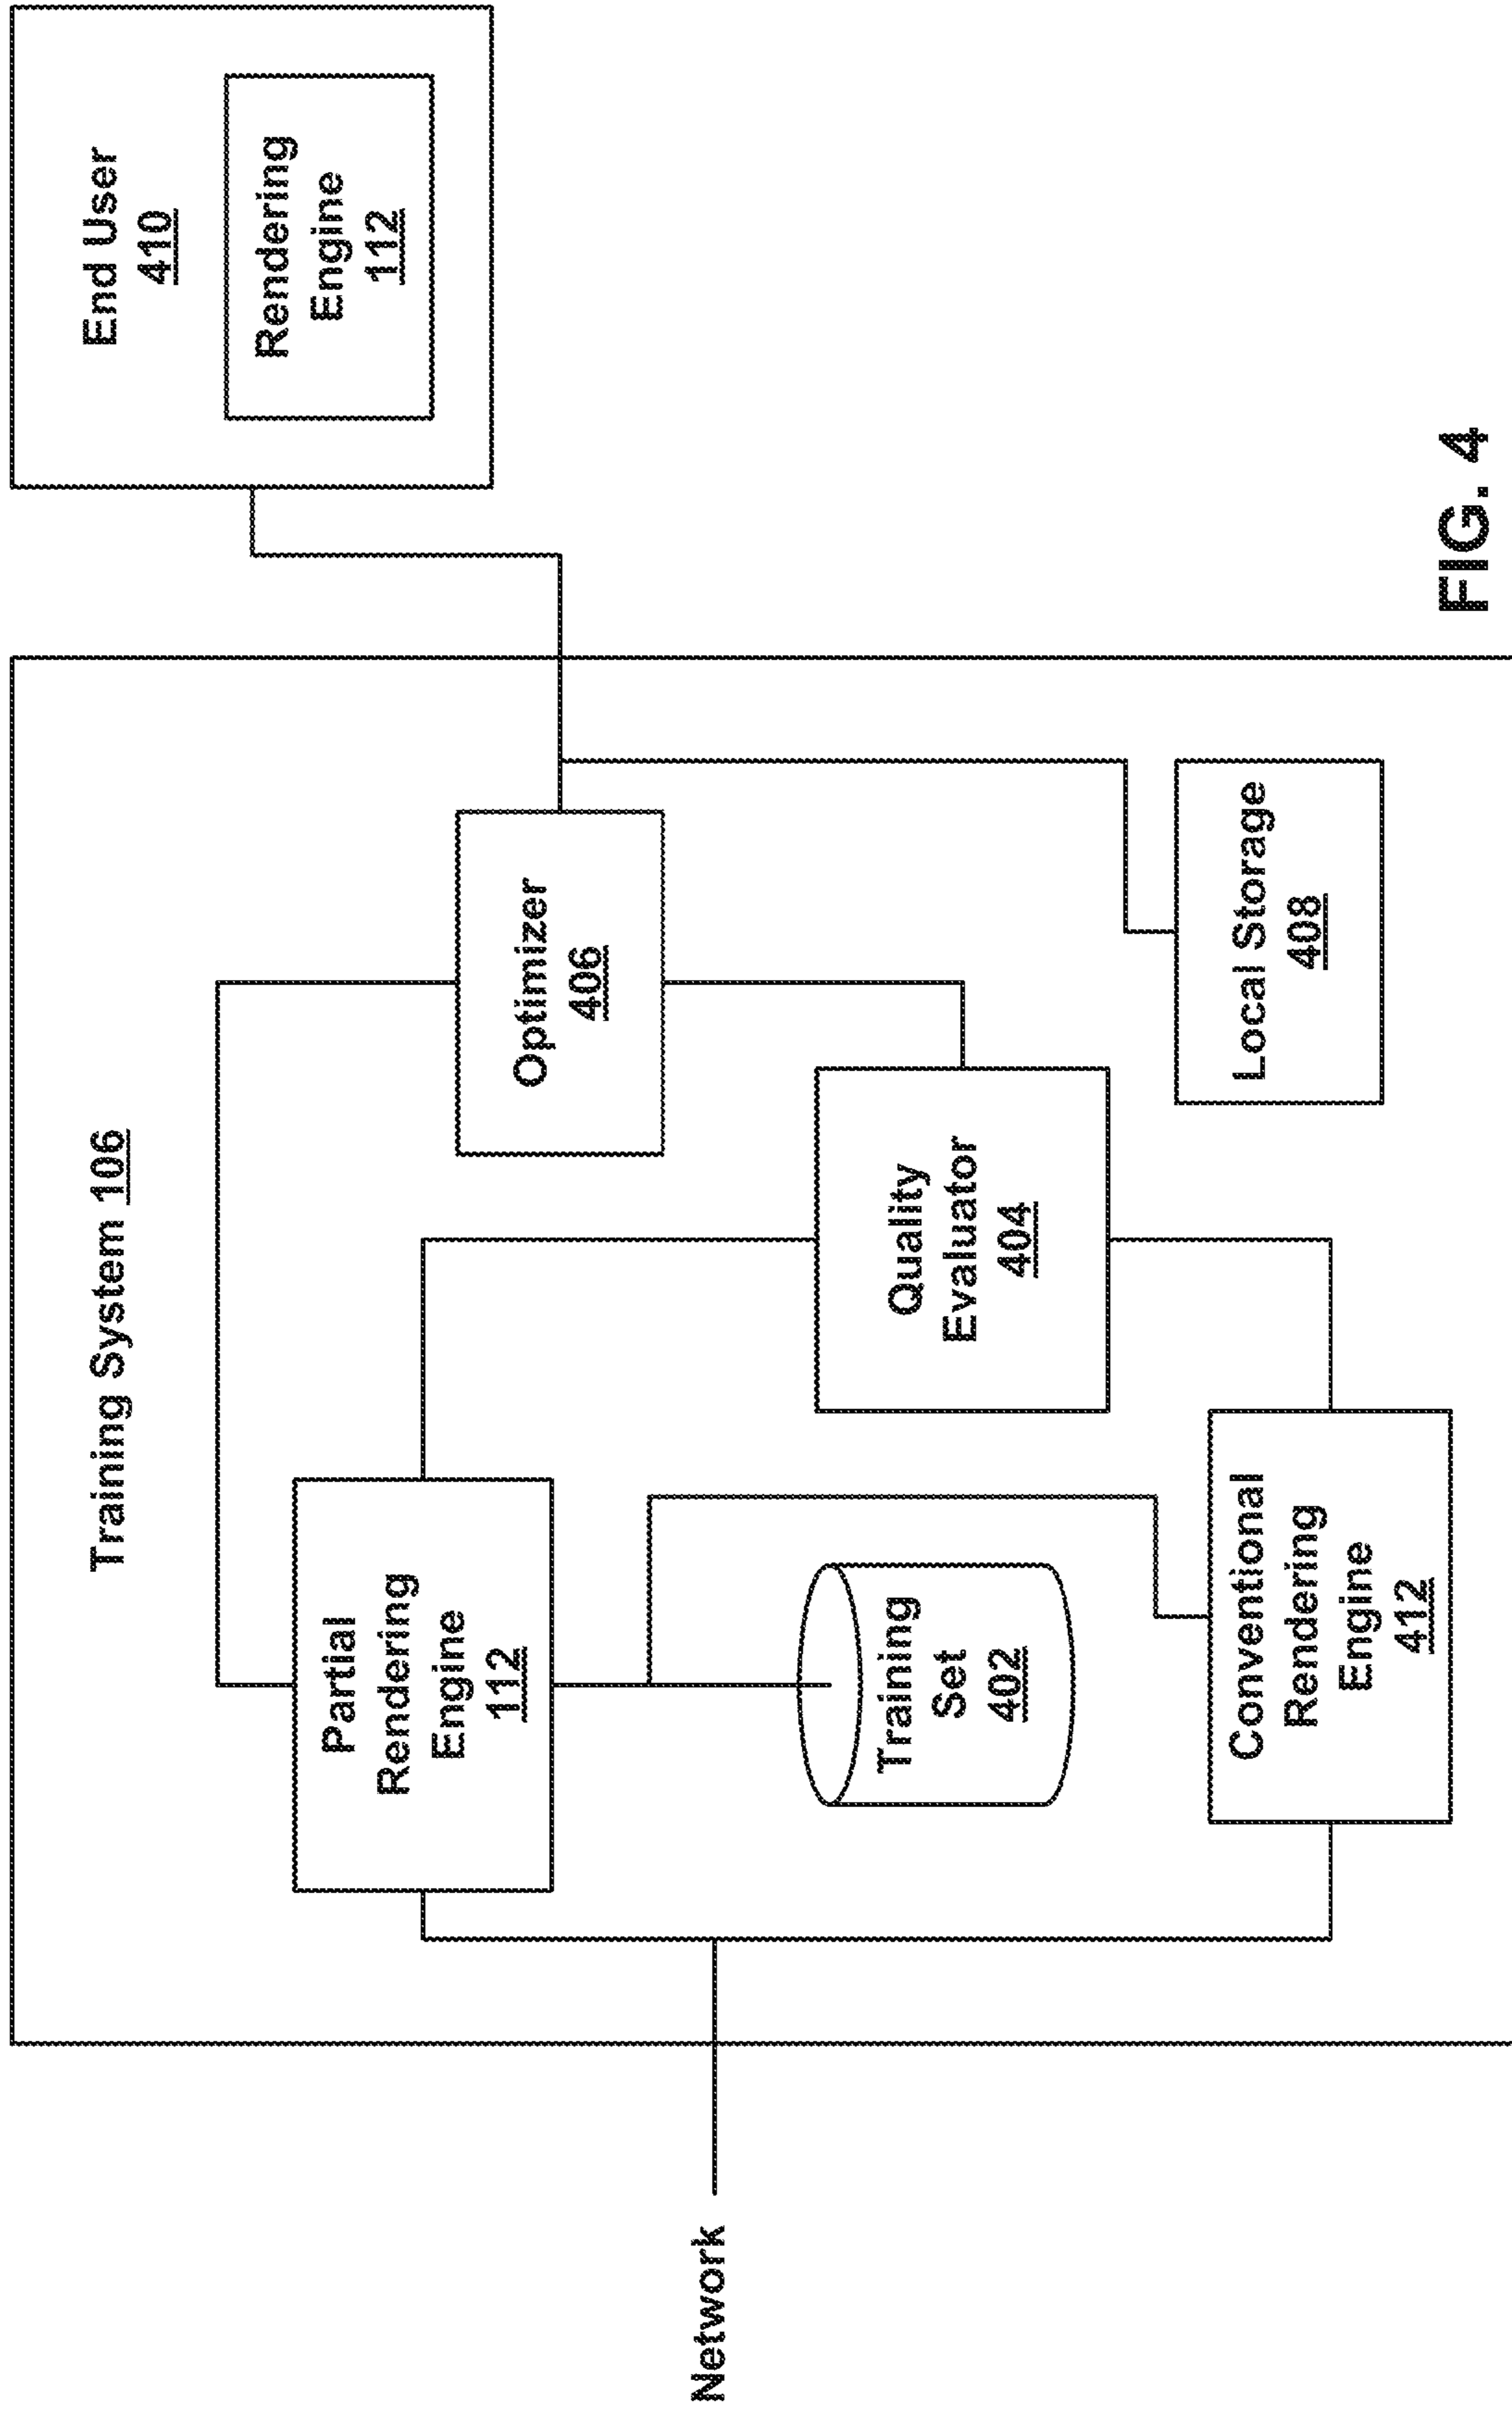 Training System 106
End User
410
Rendering
Engine
112
Partial
Rendering
Engine
112
Optimizer
406
Network
Training
Set
402
Quality
Evaluator
404
Conventional
Rendering
Engine
412
Local Storage
408
FIG. 4